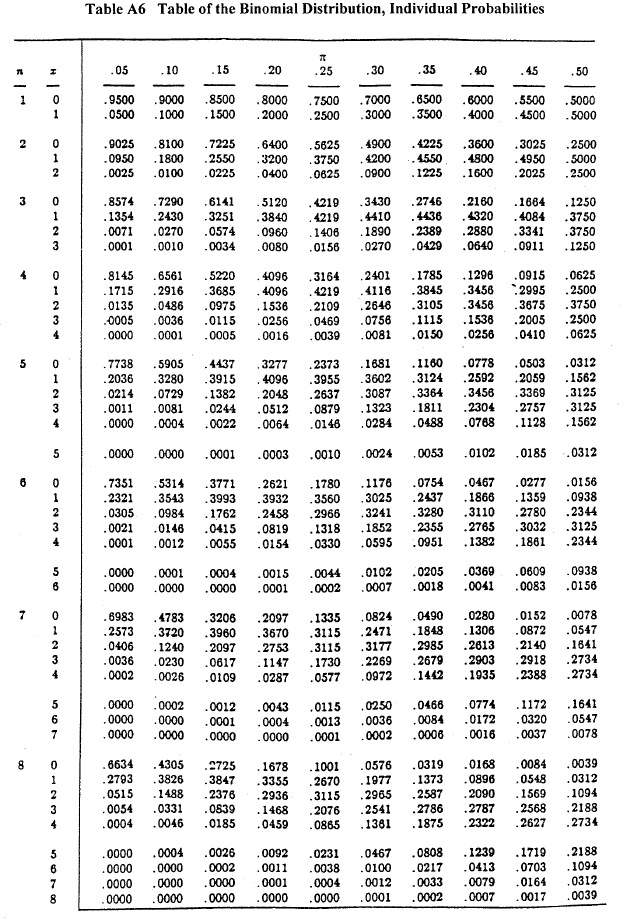 Table A6 Table of the Binomial Distribution, Individual Probabilities
π
n x .05 .10 .15 .20 .25 .30 .35 .40 .45 .50
1 0 .9500 .9000 .8500 .8000 .7500 .7000 .6500 .6000 .5500 .5000
1 .0500 .1000 .1500 .2000 .2500 .3000 .3500 .4000 .4500 .5000
2 0 .9025 .8100 .7225 .6400 .5625 .4900 .4225 .3600 .3025 .2500
1 .0950 .1800 .2550 .3200 .3750 .4200 .4550 .4800 .4950 .5000
2 .0025 .0100 .0225 .0400 .0625 .0900 .1225 .1600 .2025 .2500
3 0 .8574 .7290 .6141 .5120 .4219 .3430 .2746 .2160 .1664 .1250
1 .1354 .2430 .3251 .3840 .4219 .4410 .4436 .4320 .4084 .3750
2 .0071 .0270 .0574 .0960 .1406 .1890 .2389 .2880 .3341 .3750
3 .0001 .0010 .0034 .0080 .0156 .0270 .0429 .0640 .0911 .1250
4 0 .8145 .6561 .5220 .4096 .3164 .2401 .1785 .1296 .0915 .0625
1 .1715 .2916 .3685 .4096 .4219 .4116 .3845 .3456 .2995 .2500
2 .0135 .0486 .0975 .1536 .2109 .2646 .3105 .3456 .3675 .3750
3 .0005 .0036 .0115 .0256 .0469 .0756 .1115 .1536 .2005 .2500
4 .0000 .0001 .0005 .0016 .0039 .0081 .0150 .0256 .0410 .0625
5 0 .7738 .5905 .4437 .3277 .2373 .1681 .1160 .0778 .0503 .0312
1 .2036 .3280 .3915 .4096 .3955 .3602 .3124 .2592 .2059 .1562
2 .0214 .0729 .1382 .2048 .2637 .3087 .3364 .3456 .3369 .3125
3 .0011 .0081 .0244 .0512 .0879 .1323 .1811 .2304 .2757 .3125
4 .0000 .0004 .0022 .0064 .0146 .0284 .0488 .0768 .1128 .1562
5 .0000 .0000 .0001 .0003 .0010 .0024 .0053 .0102 .0185 .0312
6 0 .7351 .5314 .3771 .2621 .1780 .1176 .0754 .0467 .0277 .0156
1 .2321 .3543 .3993 .3932 .3560 .3025 .2437 .1866 .1359 .0938
2 .0305 .0984 .1762 .2458 .2966 .3241 .3280 .3110 .2780 .2344
3 .0021 .0146 .0415 .0819 .1318 .1852 .2355 .2765 .3032 .3125
4 .0001 .0012 .0055 .0154 .0330 .0595 .0951 .1382 .1861 .2344
5 .0000 .0001 .0004 .0015 .0044 .0102 .0205 .0369 .0609 .0938
6 .0000 .0000 .0000 .0001 .0002 .0007 .0018 .0041 .0083 .0156
7 0 .6983 .4783 .3206 .2097 .1335 .0824 .0490 .0280 .0152 .0078
1 .2573 .3720 .3960 .3670 .3115 .2471 .1848 .1306 .0872 .0547
2 .0406 .1240 .2097 .2753 .3115 .3177 .2985 .2613 .2140 .1641
3 .0036 .0230 .0617 .1147 .1730 .2269 .2679 .2903 .2918 .2734
4 .0002 .0026 .0109 .0287 .0577 .0972 .1442 .1935 .2388 .2734
5 .0000 .0002 .0012 .0043 .0115 .0250 .0466 .0774 .1172 .1641
6 .0000 .0000 .0001 .0004 .0013 .0036 .0084 .0172 .0320 .0547
7 .0000 .0000 .0000 .0000 .0001 .0002 .0006 .0016 .0037 .0078
8 0 .6634 .4305 .2725 .1678 .1001 .0576 .0319 .0168 .0084 .0039
1 .2793 .3826 .3847 .3355 .2670 .1977 .1373 .0896 .0548 .0312
2 .0515 .1488 .2376 .2936 .3115 .2965 .2587 .2090 .1569 .1094
3 .0054 .0331 .0839 .1468 .2076 .2541 .2786 .2787 .2568 .2188
4 .0004 .0046 .0185 .0459 .0865 .1361 .1875 .2322 .2627 .2734
5 .0000 .0004 .0026 .0092 .0231 .0467 .0808 .1239 .1719 .2188
6 .0000 .0000 .0002 .0011 .0038 .0100 .0217 .0413 .0703 .1094
7 .0000 .0000 .0000 .0001 .0004 .0012 .0033 .0079 .0164 .0312
8 .0000 .0000 .0000 .0000 .0000 .0001 .0002 .0007 .0017 .0039